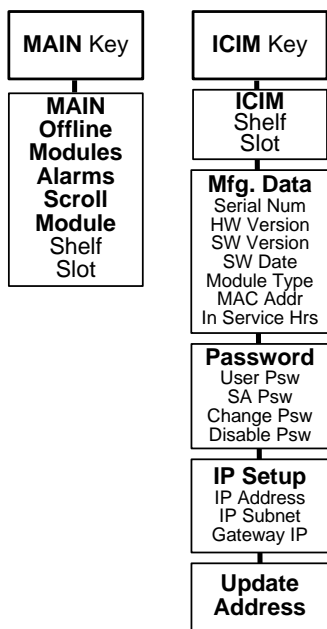 MAIN Key
MAIN
Offline
Modules
Alarms
Scroll
Module
Shelf
Slot
ICIM Key
ICIM
Shelf
Slot
Mfg. Data
Serial Num
HW Version
SW Version
SW Date
Module Type
MAC Addr
In Service Hrs
Password
User Psw
SA Psw
Change Psw
Disable Psw
IP Setup
IP Address
IP Subnet
Gateway IP
Update
Address